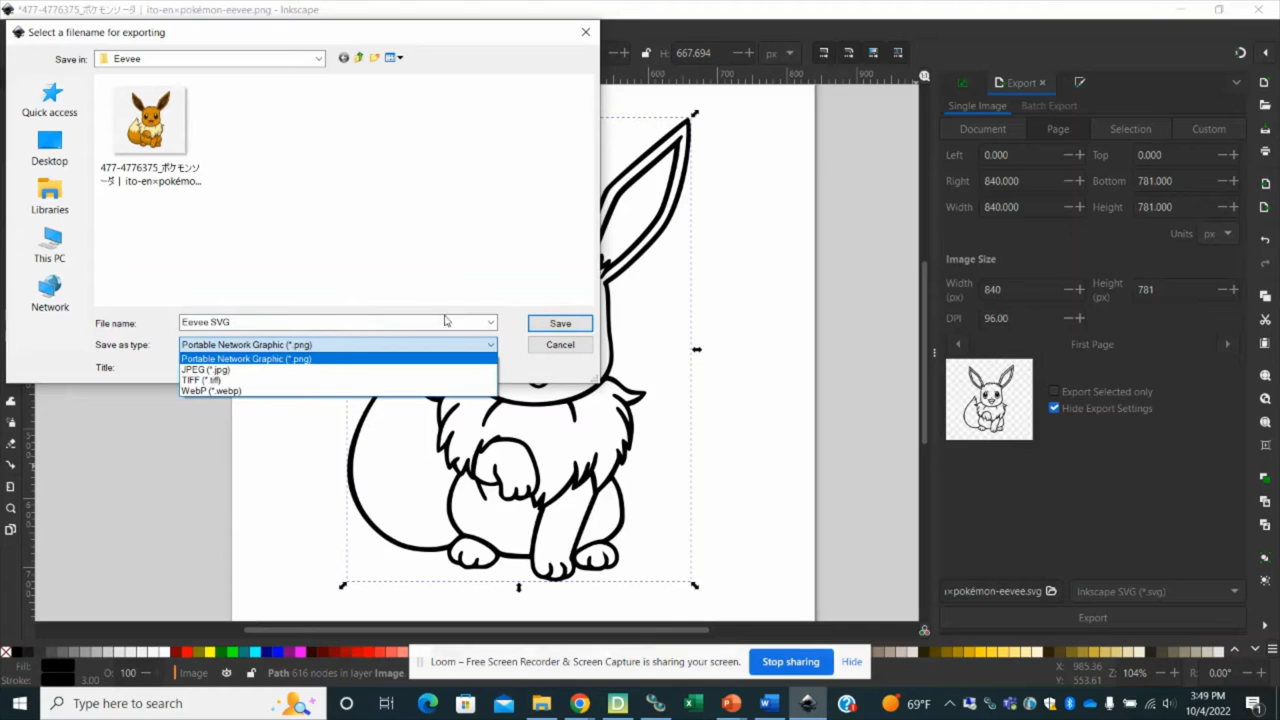 *477-4776375_ポケモンソーダ | ito-en×pokémon-eevee.png - Inkscape
Select a filename for exporting
Save in:
Eevee
Quick access
Desktop
Libraries
This PC
Network
477-4776375_ポケモンソ
ーダ | ito-en×pokémo...
File name:
Eevee SVG
Save
Save as type:
Portable Network Graphic (*.png)
Cancel
Portable Network Graphic (*.png)
JPEG (*.jpg)
TIFF (*.tiff)
WebP (*.webp)
Title:
H: 667.694 px
600 700 800 900
Export
Single Image Batch Export
Document Page Selection Custom
Left 0.000 Top 0.000
Right 840.000 Bottom 781.000
Width 840.000 Height 781.000
Units px
Image Size
Width (px) 840 Height (px) 781
DPI 96.00
First Page
Export Selected only
Hide Export Settings
×pokémon-eevee.svg Inkscape SVG (*.svg)
Export
Fill:
Stroke: 3.00
O: 100
Image
Path 616 nodes in layer Image.
Loom – Free Screen Recorder & Screen Capture is sharing your screen. Stop sharing Hide
X: 985.36
Y: 553.61
Z: 104%
R: 0.00°
Type here to search
69°F
3:49 PM
10/4/2022